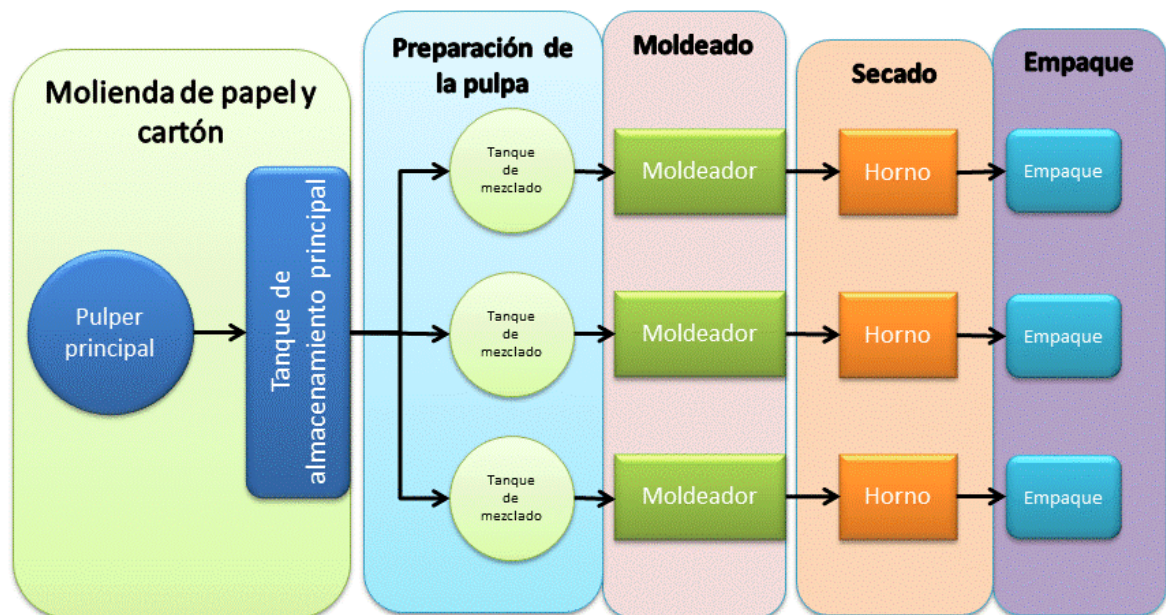 Molienda de papel y
cartón
Pulper
principal
Tanque de
almacenamiento principal
Preparación de
la pulpa
Tanque
de
mezclado
Tanque
de
mezclado
Tanque
de
mezclado
Moldeado
Moldeador
Moldeador
Moldeador
Secado
Horno
Horno
Horno
Empaque
Empaque
Empaque
Empaque